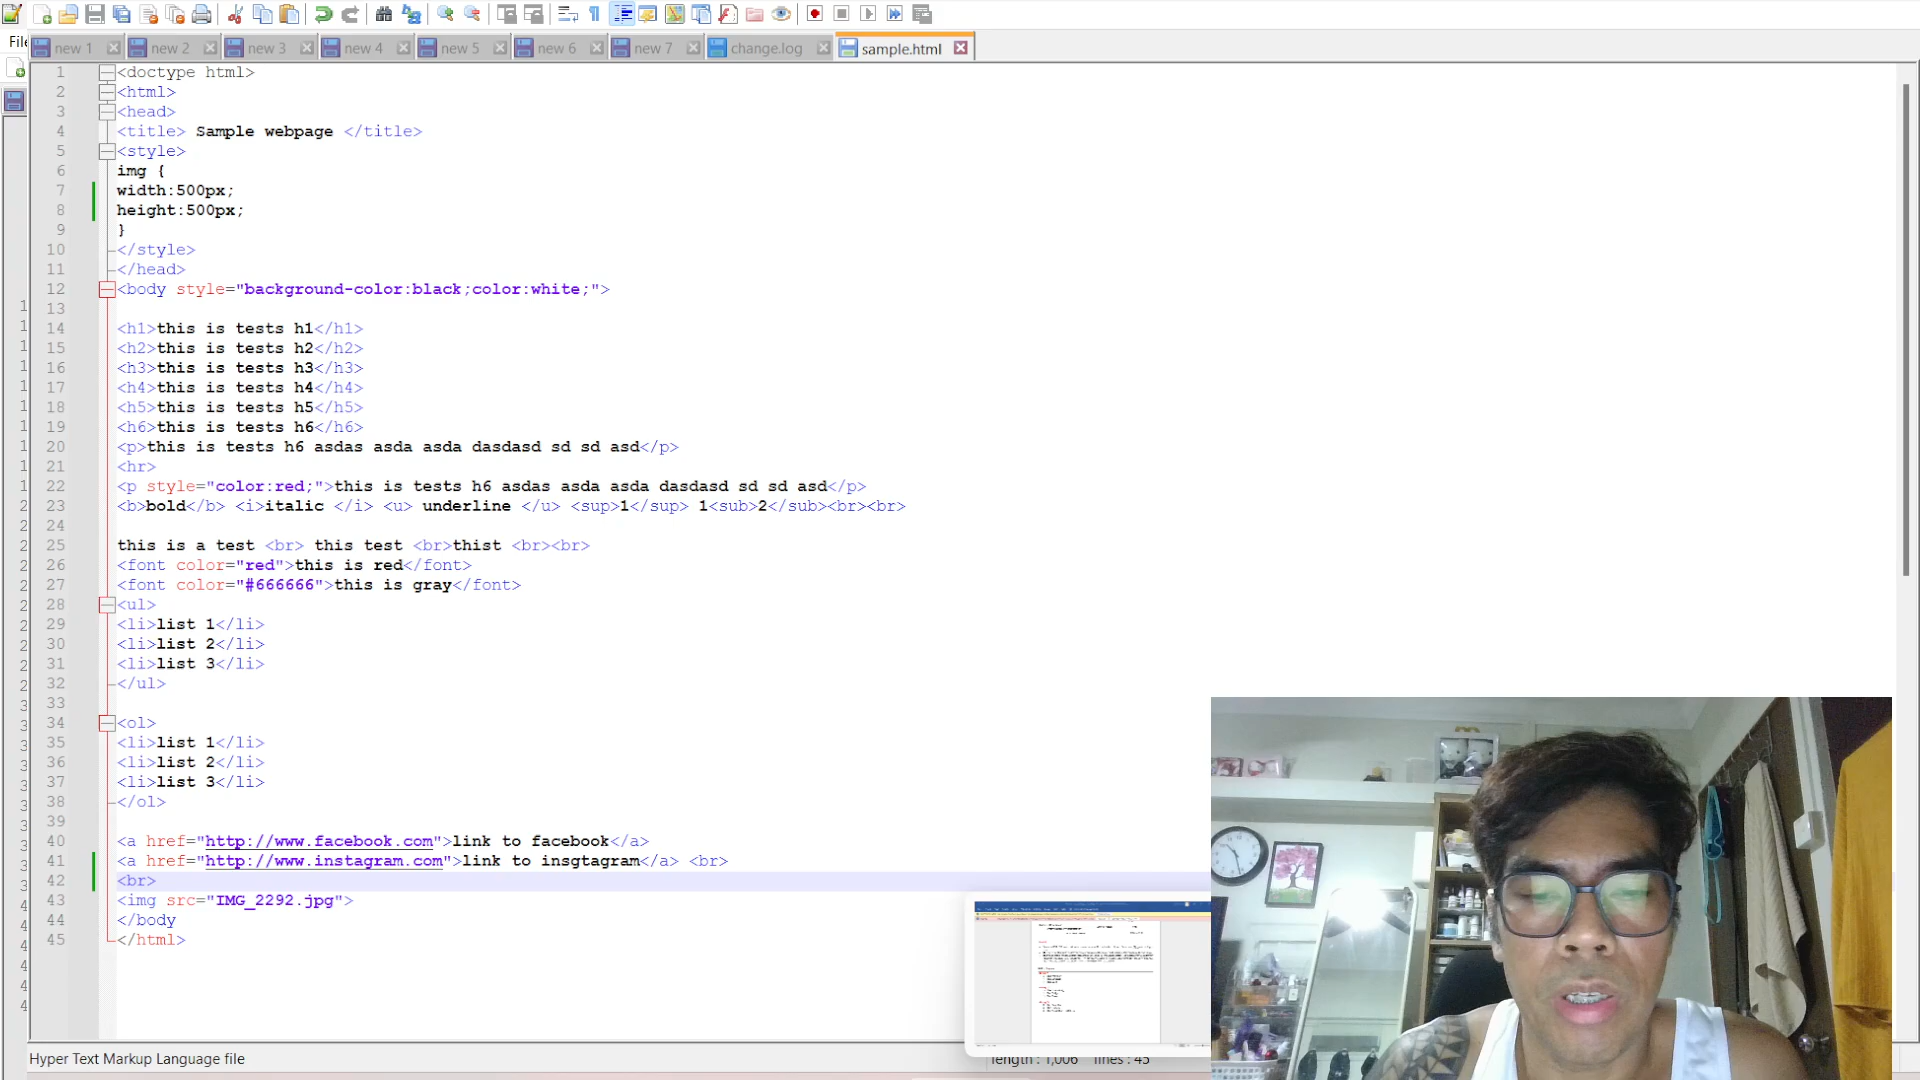 File
new 1
new 2
new 3
new 4
new 5
new 6
new 7
change.log
sample.html
1 <doctype html>
2 <html>
3 <head>
4 <title> Sample webpage </title>
5 <style>
6 img {
7 width:500px;
8 height:500px;
9 }
10 </style>
11 </head>
12 <body style="background-color:black;color:white;">
13
14 <h1>this is tests h1</h1>
15 <h2>this is tests h2</h2>
16 <h3>this is tests h3</h3>
17 <h4>this is tests h4</h4>
18 <h5>this is tests h5</h5>
19 <h6>this is tests h6</h6>
20 <p>this is tests h6 asdas asda asda dasdasd sd sd asd</p>
21 <hr>
22 <p style="color:red;">this is tests h6 asdas asda asda dasdasd sd sd asd</p>
23 <b>bold</b> <i>italic </i> <u> underline </u> <sup>1</sup> 1<sub>2</sub><br><br>
24
25 this is a test <br> this test <br>thist <br><br>
26 <font color="red">this is red</font>
27 <font color="#666666">this is gray</font>
28 <ul>
29 <li>list 1</li>
30 <li>list 2</li>
31 <li>list 3</li>
32 </ul>
33
34 <ol>
35 <li>list 1</li>
36 <li>list 2</li>
37 <li>list 3</li>
38 </ol>
39
40 <a href="http://www.facebook.com">link to facebook</a>
41 <a href="http://www.instagram.com">link to insgtagram</a> <br>
42 <br>
43 <img src="IMG_2292.jpg">
44 </body
45 </html>
Hyper Text Markup Language file
length : 1,006 lines : 45